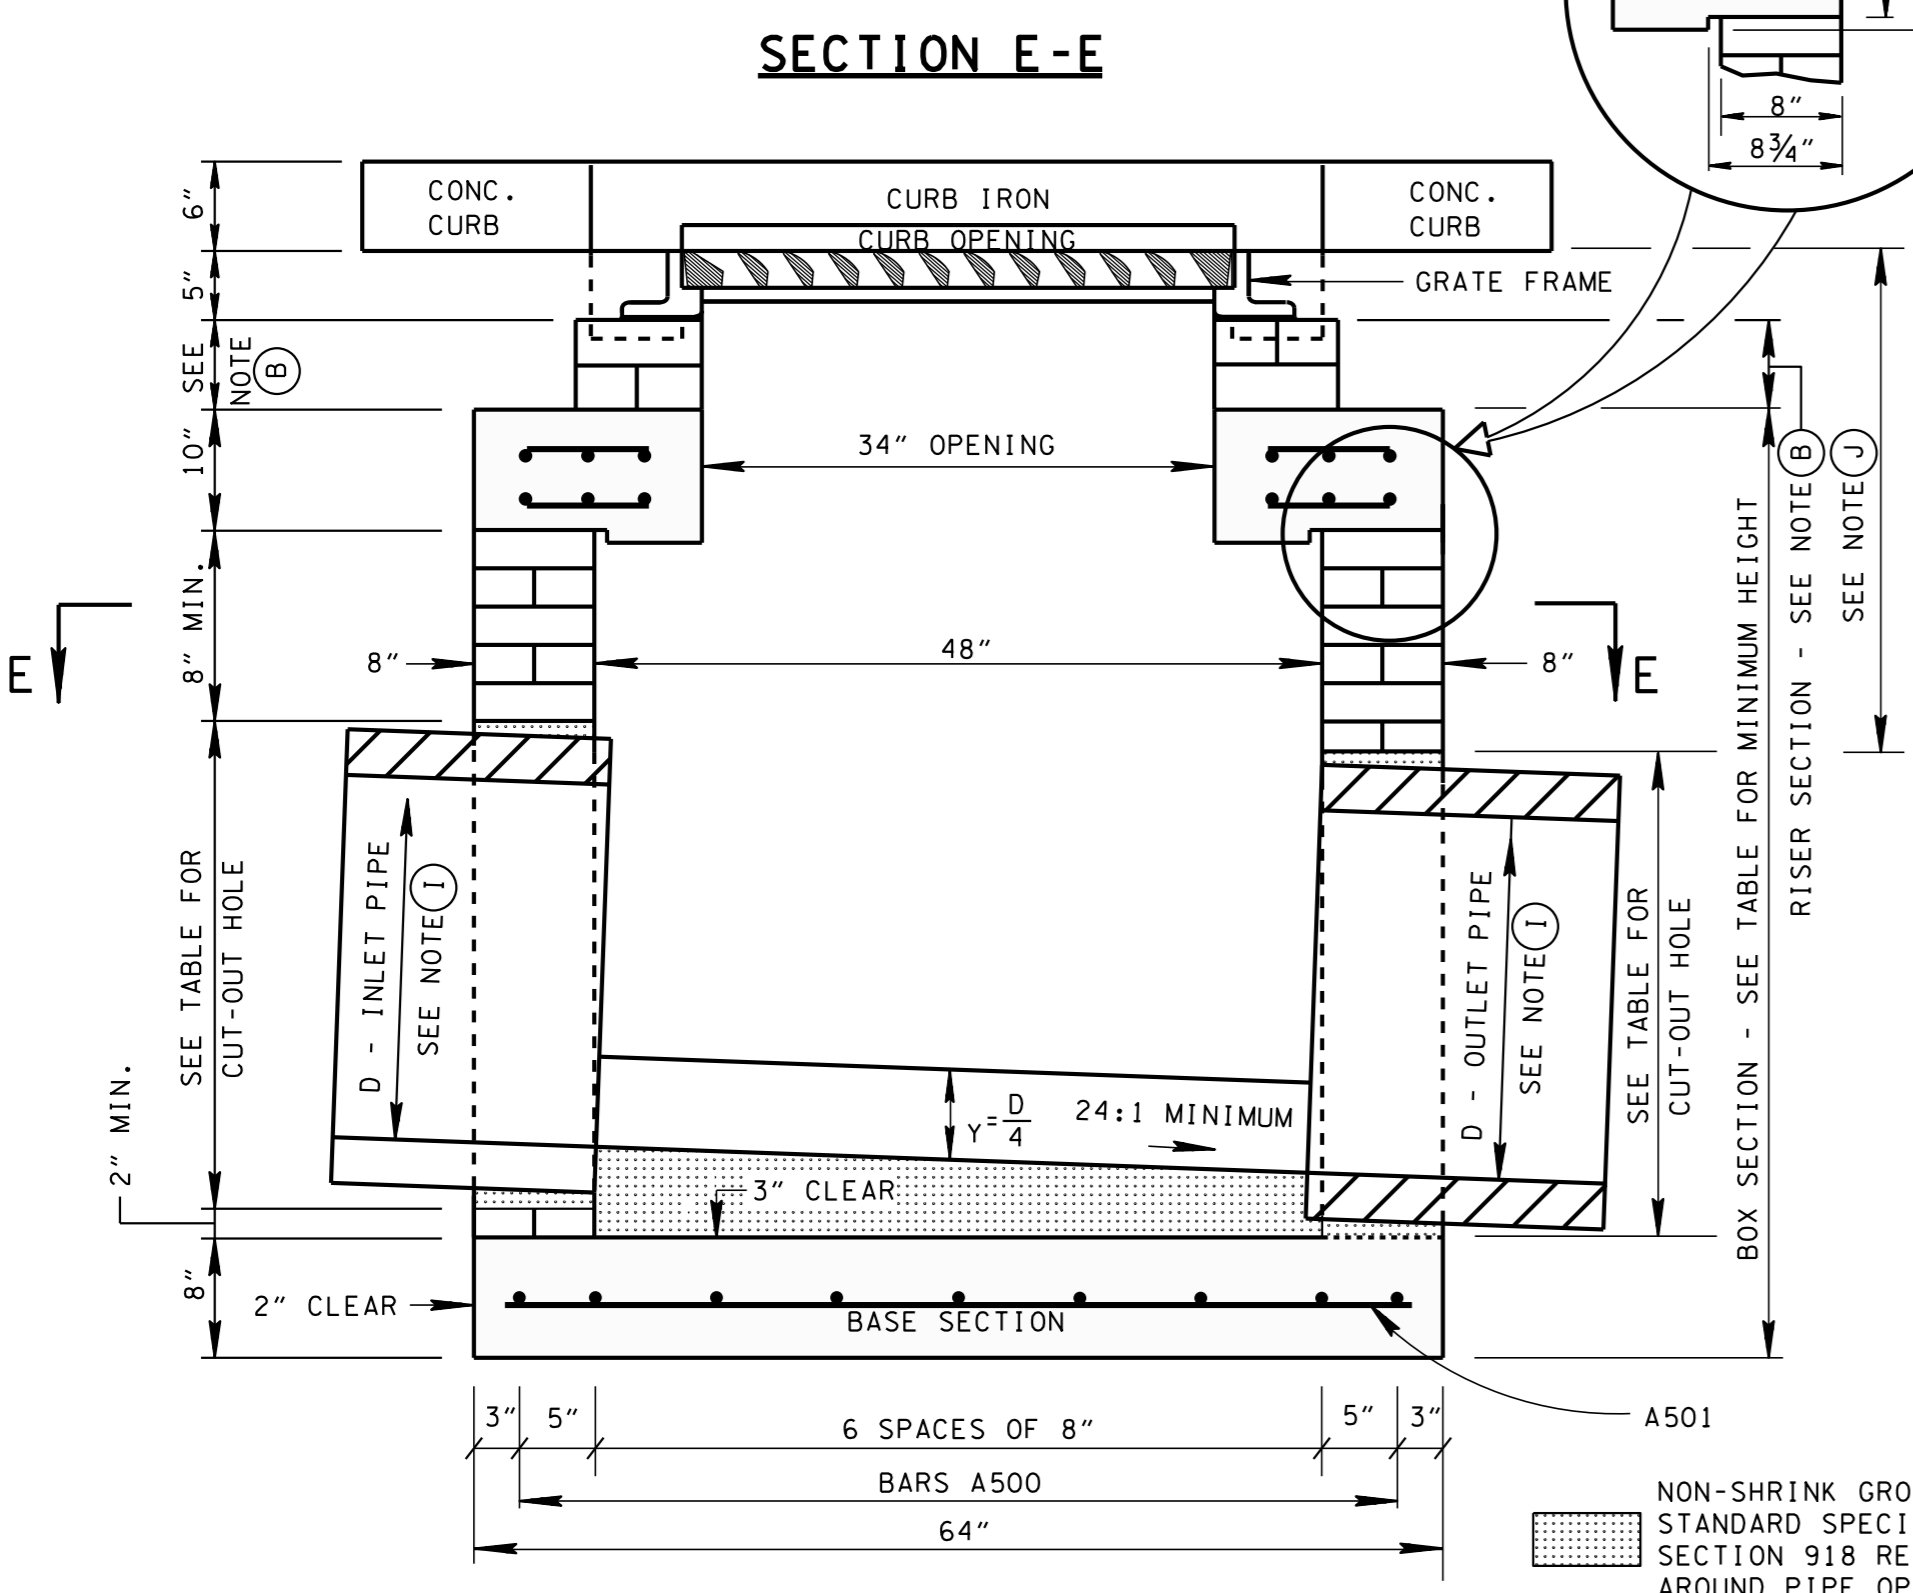 SECTION E-E
8"
8¾"
6"
CONC.
CURB
CURB IRON
CONC.
CURB
CURB OPENING
5"
GRATE FRAME
SEE
NOTE B
10"
34" OPENING
8" MIN.
8"
48"
8"
E
E
SEE TABLE FOR
CUT-OUT HOLE
D - INLET PIPE
SEE NOTE I
D - OUTLET PIPE
SEE NOTE I
SEE TABLE FOR
CUT-OUT HOLE
BOX SECTION - SEE TABLE FOR MINIMUM HEIGHT
RISER SECTION - SEE NOTE B
SEE NOTE J
2" MIN.
Y= D/4
24:1 MINIMUM
3" CLEAR
8"
2" CLEAR
BASE SECTION
A501
3"
5"
6 SPACES OF 8"
5"
3"
BARS A500
64"
NON-SHRINK GRO
STANDARD SPECI
SECTION 918 RE
AROUND PIPE OP